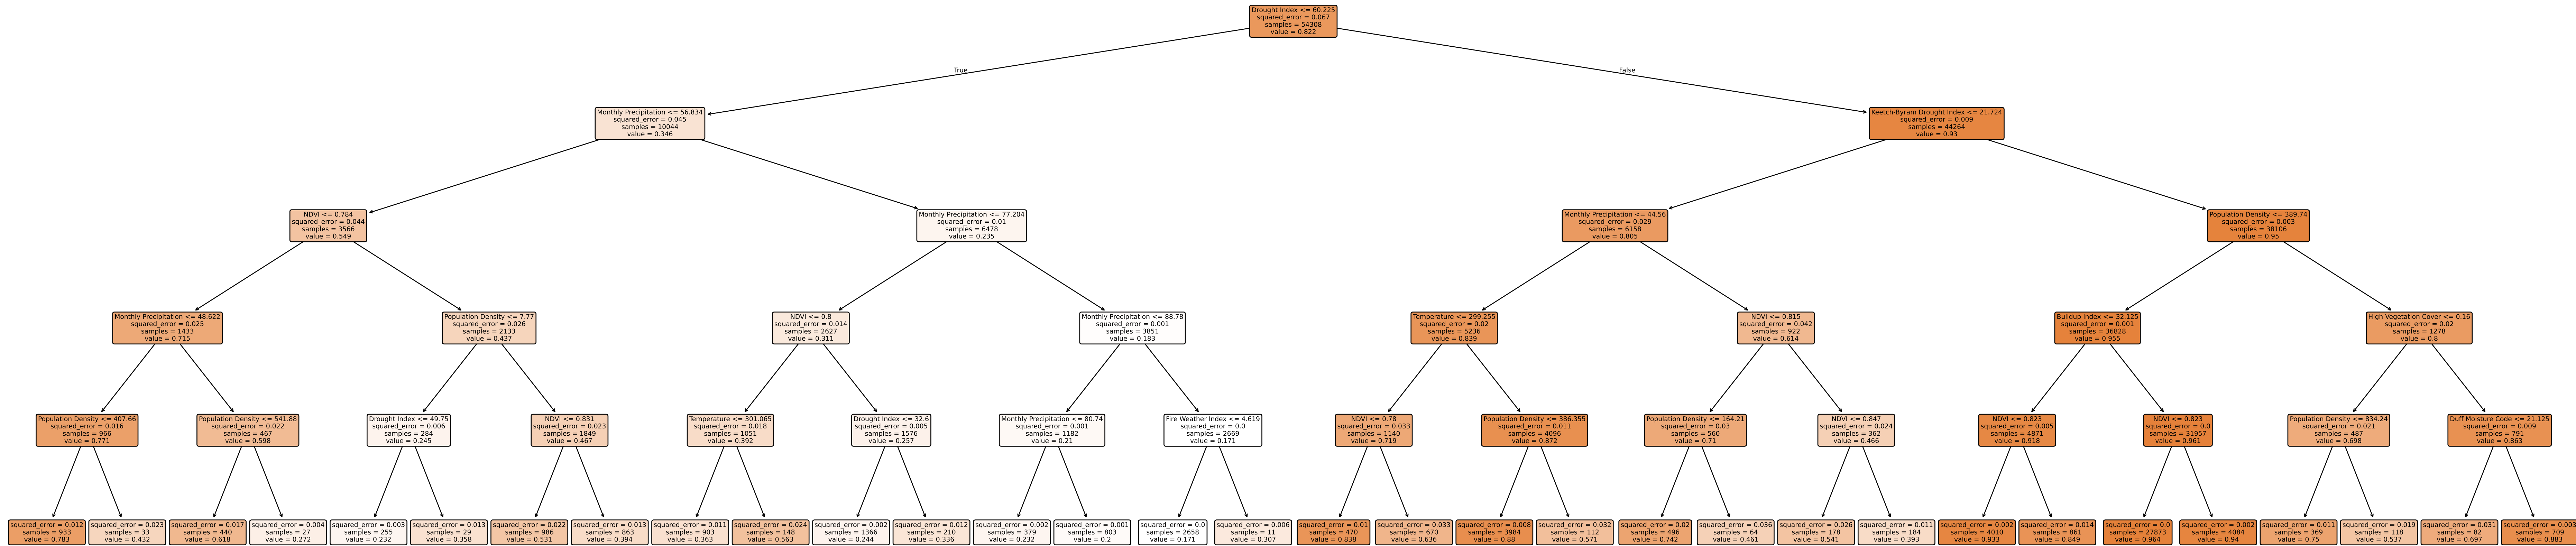 Drought Index <= 60.225
squared_error = 0.067
samples = 54308
value = 0.822
True
False
Monthly Precipitation <= 56.834
squared_error = 0.045
samples = 10044
value = 0.346
Keetch-Byram Drought Index <= 21.724
squared_error = 0.009
samples = 44264
value = 0.93
NDVI <= 0.784
squared_error = 0.044
samples = 3566
value = 0.549
Monthly Precipitation <= 77.204
squared_error = 0.01
samples = 6478
value = 0.235
Monthly Precipitation <= 44.56
squared_error = 0.029
samples = 6158
value = 0.805
Population Density <= 389.74
squared_error = 0.003
samples = 38106
value = 0.95
Monthly Precipitation <= 48.622
squared_error = 0.025
samples = 1433
value = 0.715
Population Density <= 7.77
squared_error = 0.026
samples = 2133
value = 0.437
NDVI <= 0.8
squared_error = 0.014
samples = 2627
value = 0.311
Monthly Precipitation <= 88.78
squared_error = 0.001
samples = 3851
value = 0.183
Temperature <= 299.255
squared_error = 0.02
samples = 5236
value = 0.839
NDVI <= 0.815
squared_error = 0.042
samples = 922
value = 0.614
Buildup Index <= 32.125
squared_error = 0.001
samples = 36828
value = 0.955
High Vegetation Cover <= 0.16
squared_error = 0.02
samples = 1278
value = 0.8
Population Density <= 407.66
squared_error = 0.016
samples = 966
value = 0.771
Population Density <= 541.88
squared_error = 0.022
samples = 467
value = 0.598
Drought Index <= 49.75
squared_error = 0.006
samples = 284
value = 0.245
NDVI <= 0.831
squared_error = 0.023
samples = 1849
value = 0.467
Temperature <= 301.065
squared_error = 0.018
samples = 1051
value = 0.392
Drought Index <= 32.6
squared_error = 0.005
samples = 1576
value = 0.257
Monthly Precipitation <= 80.74
squared_error = 0.001
samples = 1182
value = 0.21
Fire Weather Index <= 4.619
squared_error = 0.0
samples = 2669
value = 0.171
NDVI <= 0.78
squared_error = 0.033
samples = 1140
value = 0.719
Population Density <= 386.355
squared_error = 0.011
samples = 4096
value = 0.872
Population Density <= 164.21
squared_error = 0.03
samples = 560
value = 0.71
NDVI <= 0.847
squared_error = 0.024
samples = 362
value = 0.466
NDVI <= 0.823
squared_error = 0.005
samples = 4871
value = 0.918
NDVI <= 0.823
squared_error = 0.0
samples = 31957
value = 0.961
Population Density <= 834.24
squared_error = 0.021
samples = 487
value = 0.698
Duff Moisture Code <= 21.125
squared_error = 0.009
samples = 791
value = 0.863
squared_error = 0.012
samples = 933
value = 0.783
squared_error = 0.023
samples = 33
value = 0.432
squared_error = 0.017
samples = 440
value = 0.618
squared_error = 0.004
samples = 27
value = 0.272
squared_error = 0.003
samples = 255
value = 0.232
squared_error = 0.013
samples = 29
value = 0.358
squared_error = 0.022
samples = 986
value = 0.531
squared_error = 0.013
samples = 863
value = 0.394
squared_error = 0.011
samples = 903
value = 0.363
squared_error = 0.024
samples = 148
value = 0.563
squared_error = 0.002
samples = 1366
value = 0.244
squared_error = 0.012
samples = 210
value = 0.336
squared_error = 0.002
samples = 379
value = 0.232
squared_error = 0.001
samples = 803
value = 0.2
squared_error = 0.0
samples = 2658
value = 0.171
squared_error = 0.006
samples = 11
value = 0.307
squared_error = 0.01
samples = 470
value = 0.838
squared_error = 0.033
samples = 670
value = 0.636
squared_error = 0.008
samples = 3984
value = 0.88
squared_error = 0.032
samples = 112
value = 0.571
squared_error = 0.02
samples = 496
value = 0.742
squared_error = 0.036
samples = 64
value = 0.461
squared_error = 0.026
samples = 178
value = 0.541
squared_error = 0.011
samples = 184
value = 0.393
squared_error = 0.002
samples = 4010
value = 0.933
squared_error = 0.014
samples = 861
value = 0.849
squared_error = 0.0
samples = 27873
value = 0.964
squared_error = 0.002
samples = 4084
value = 0.94
squared_error = 0.011
samples = 369
value = 0.75
squared_error = 0.019
samples = 118
value = 0.537
squared_error = 0.031
samples = 82
value = 0.697
squared_error = 0.003
samples = 709
value = 0.883